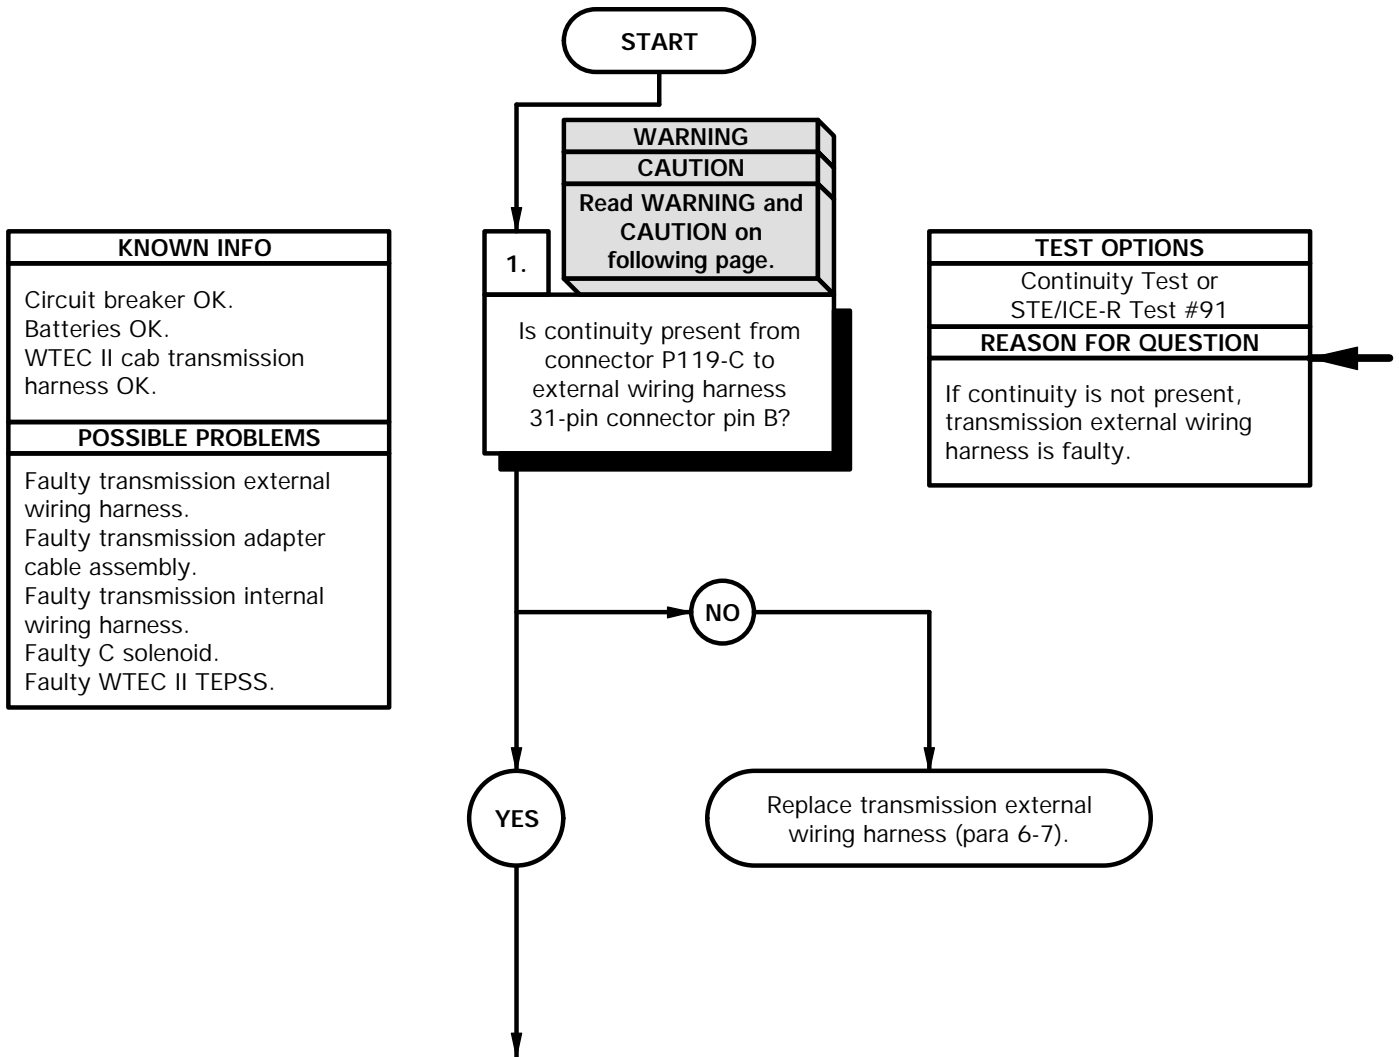 START
WARNING
CAUTION
Read WARNING and
CAUTION on
following page.
1.
Is continuity present from
connector P119-C to
external wiring harness
31-pin connector pin B?
KNOWN INFO
Circuit breaker OK.
Batteries OK.
WTEC II cab transmission
harness OK.
POSSIBLE PROBLEMS
Faulty transmission external
wiring harness.
Faulty transmission adapter
cable assembly.
Faulty transmission internal
wiring harness.
Faulty C solenoid.
Faulty WTEC II TEPSS.
TEST OPTIONS
Continuity Test or
STE/ICE-R Test #91
REASON FOR QUESTION
If continuity is not present,
transmission external wiring
harness is faulty.
NO
YES
Replace transmission external
wiring harness (para 6-7).